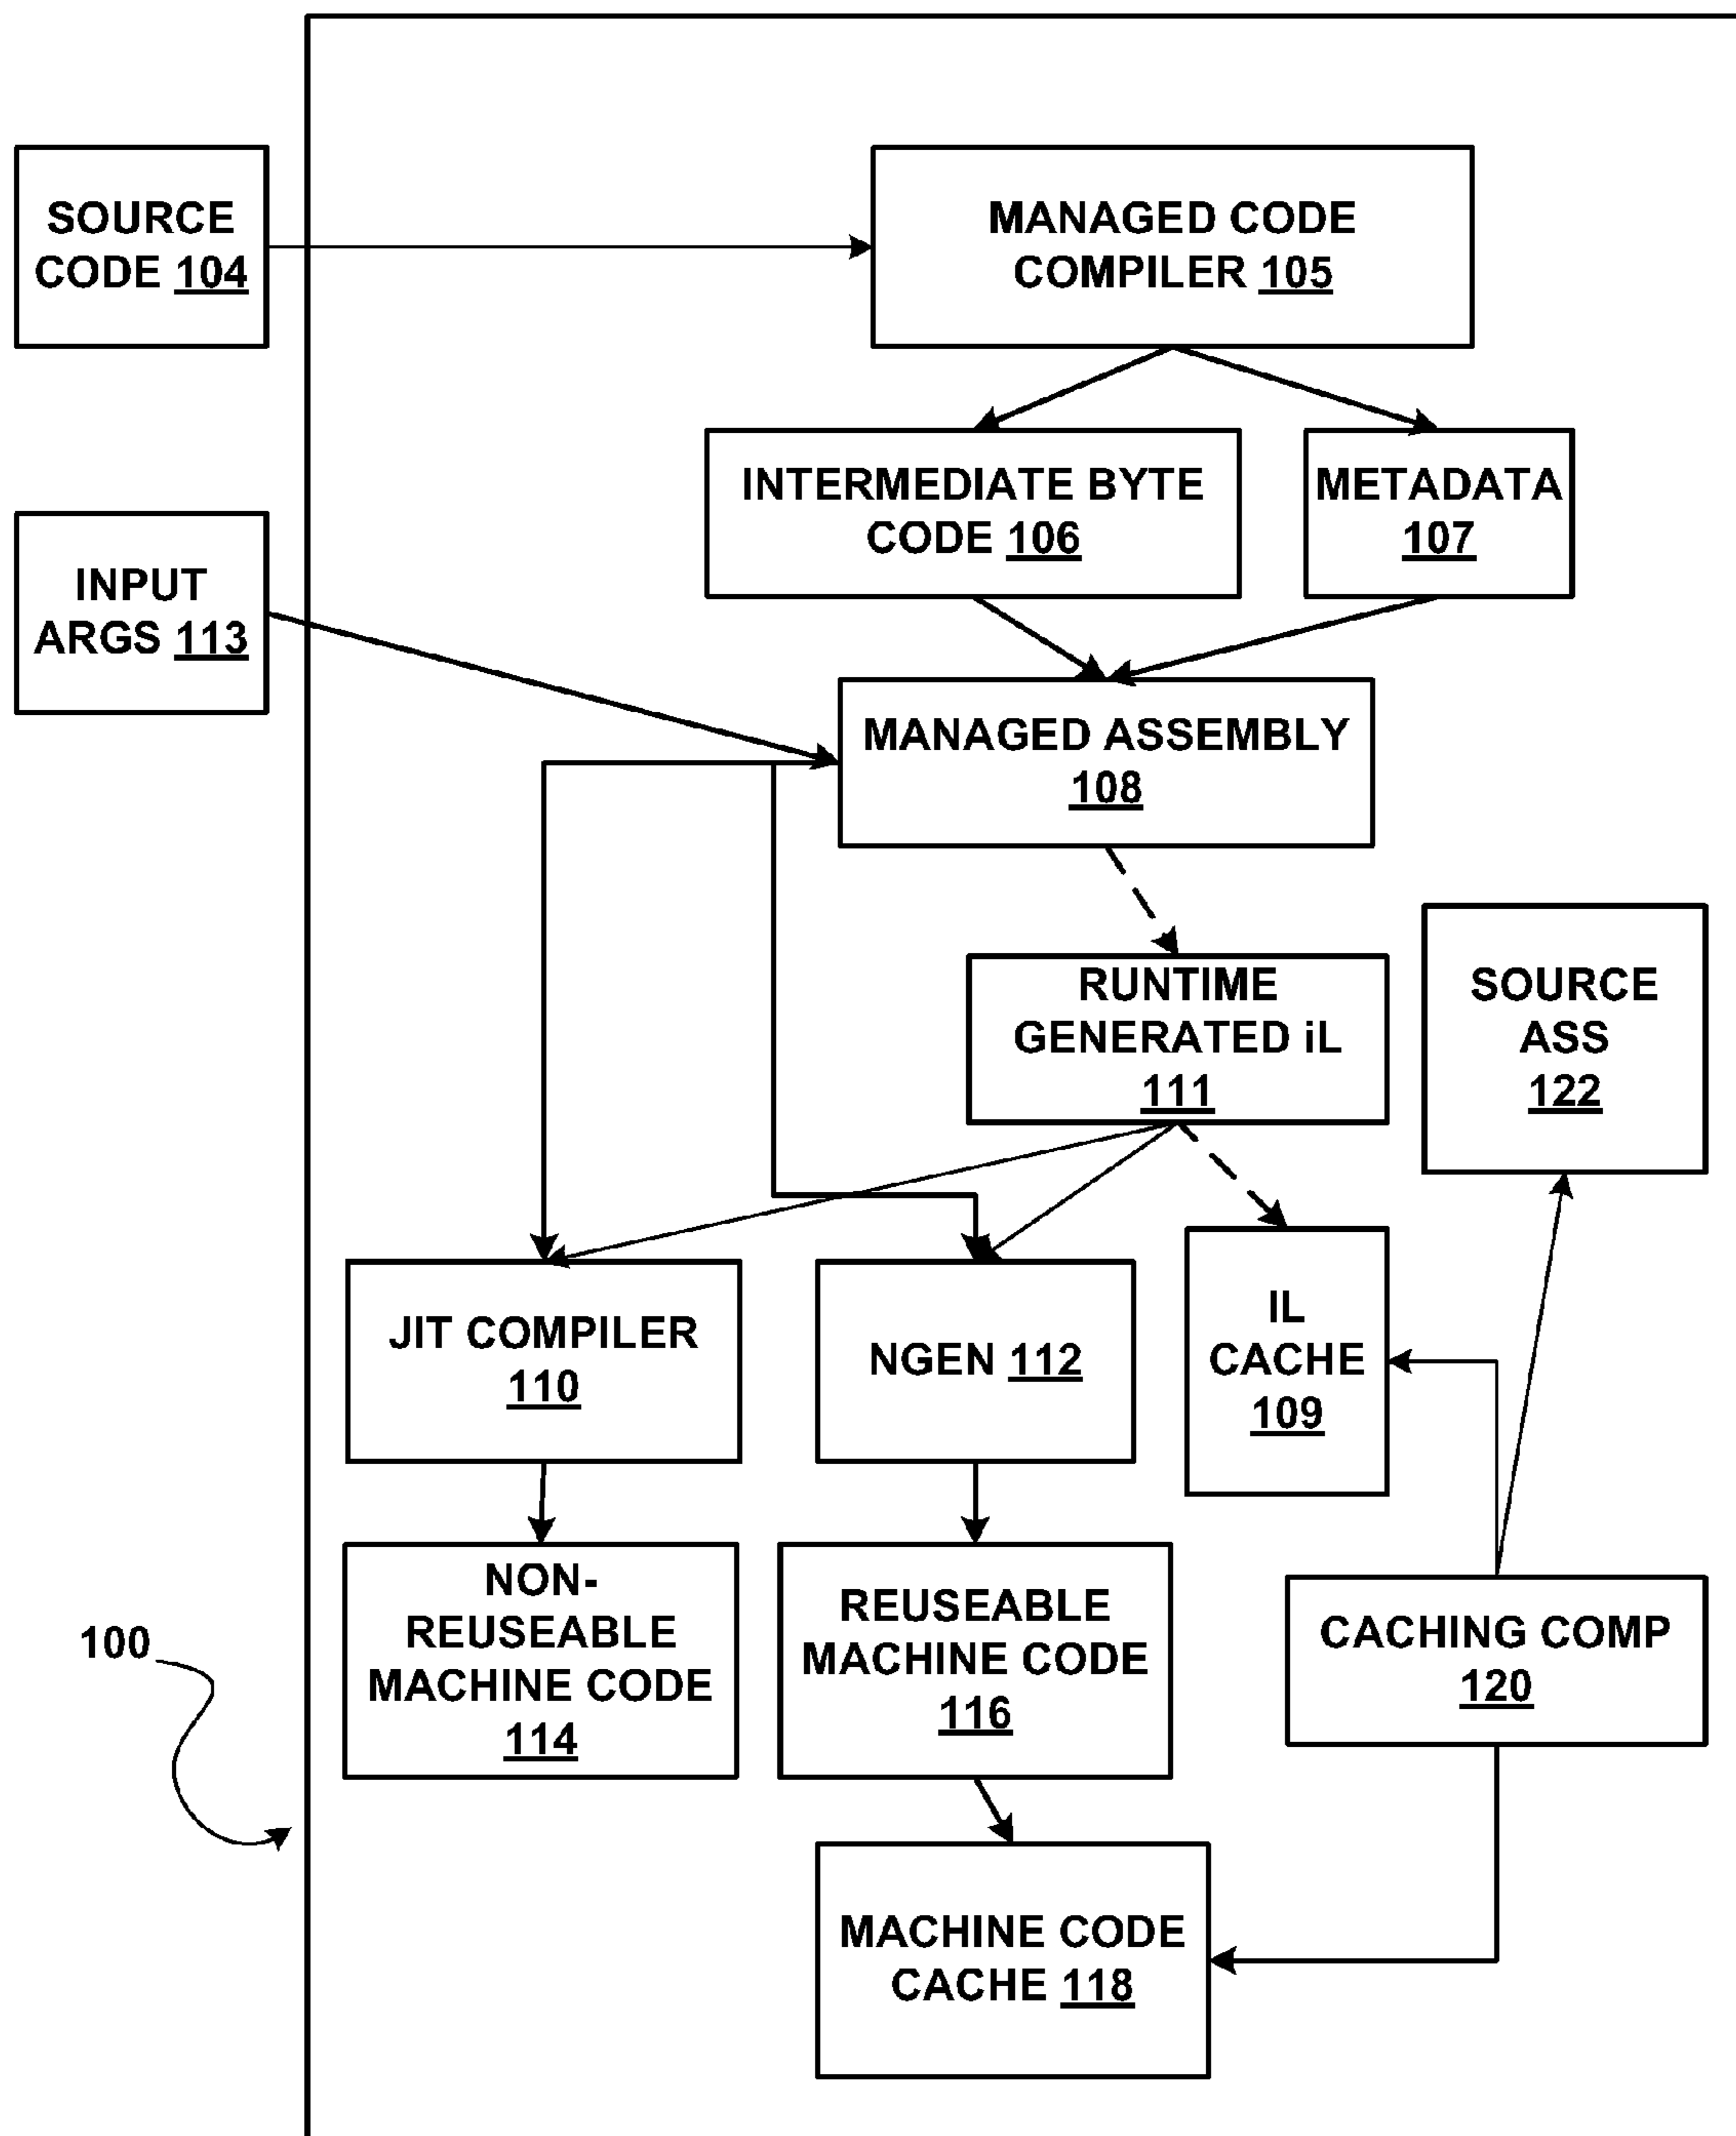 SOURCE
CODE 104
MANAGED CODE
COMPILER 105
INTERMEDIATE BYTE
CODE 106
METADATA
107
INPUT
ARGS 113
MANAGED ASSEMBLY
108
RUNTIME
GENERATED iL
111
SOURCE
ASS
122
JIT COMPILER
110
NGEN 112
IL
CACHE
109
NON-
REUSEABLE
MACHINE CODE
114
REUSEABLE
MACHINE CODE
116
CACHING COMP
120
100
MACHINE CODE
CACHE 118